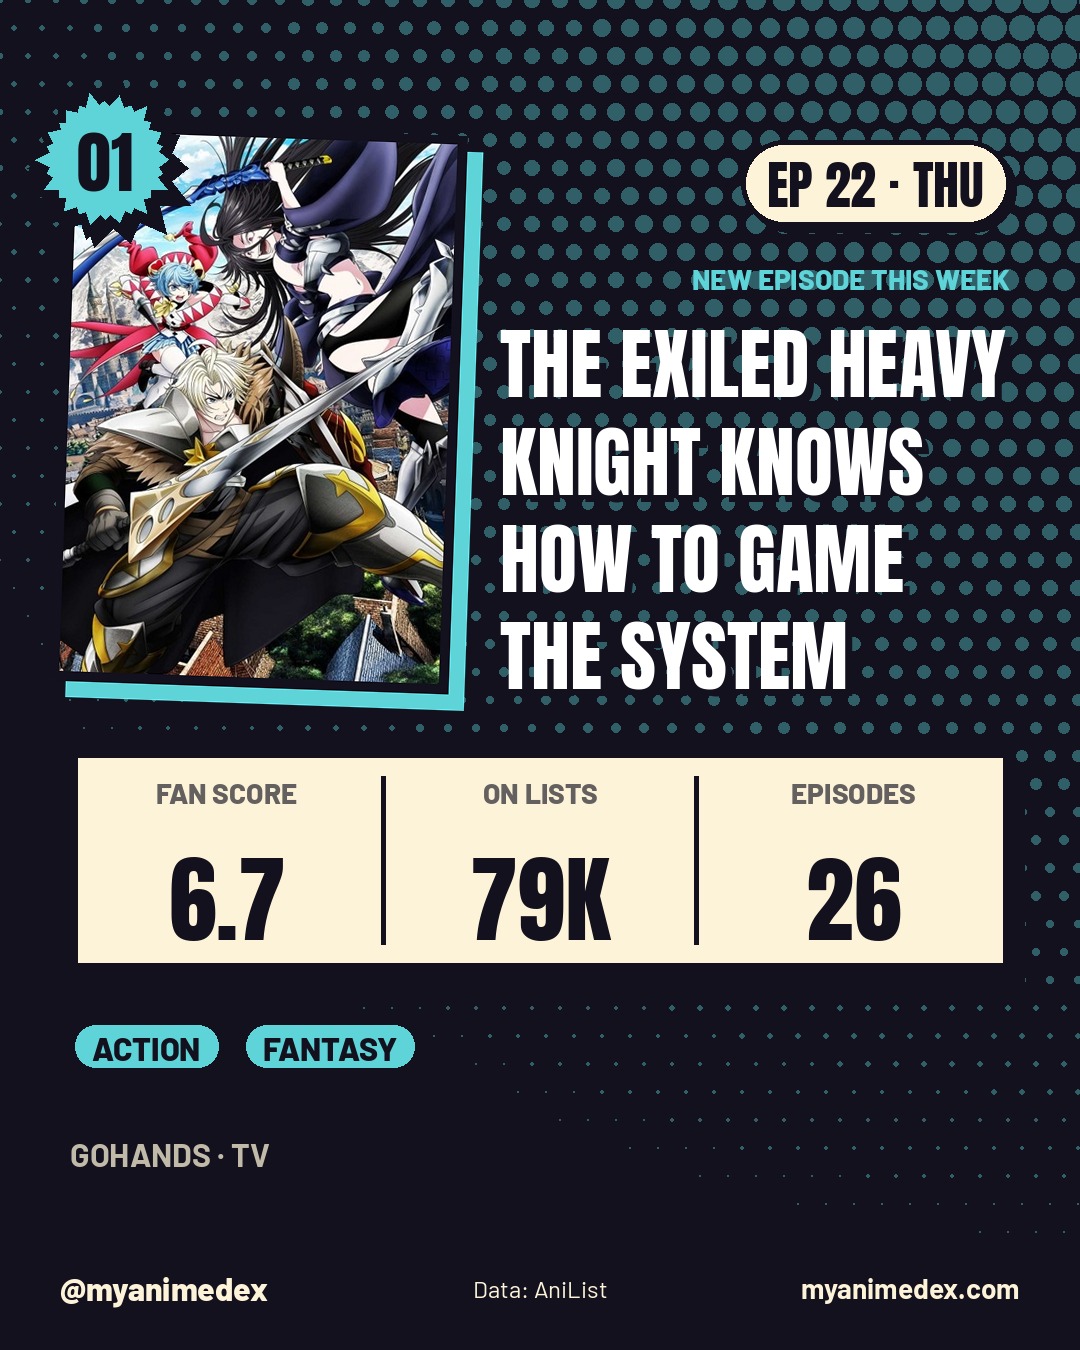 01
EP 22 · THU
NEW EPISODE THIS WEEK
THE EXILED HEAVY
KNIGHT KNOWS
HOW TO GAME
THE SYSTEM
FAN SCORE
6.7
ON LISTS
79K
EPISODES
26
ACTION
FANTASY
GOHANDS · TV
@myanimedex
Data: AniList
myanimedex.com